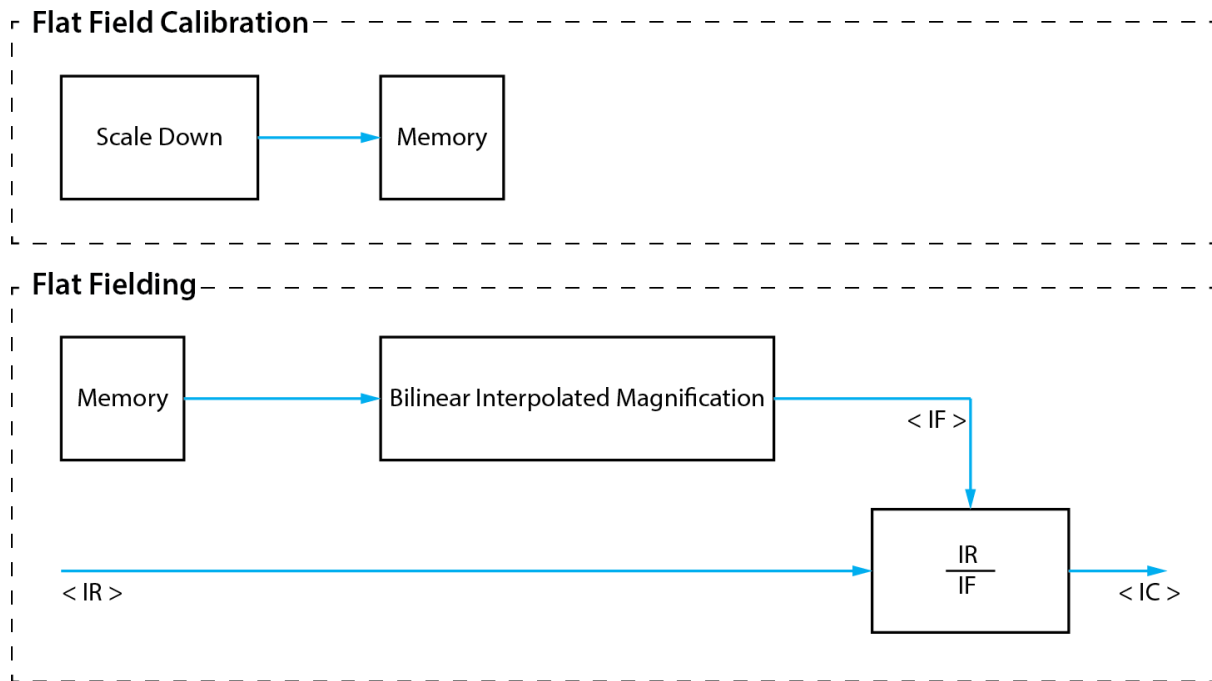 Flat Field Calibration
Scale Down
Memory
Flat Fielding
Memory
Bilinear Interpolated Magnification
< IF >
IR
IF
< IR >
< IC >